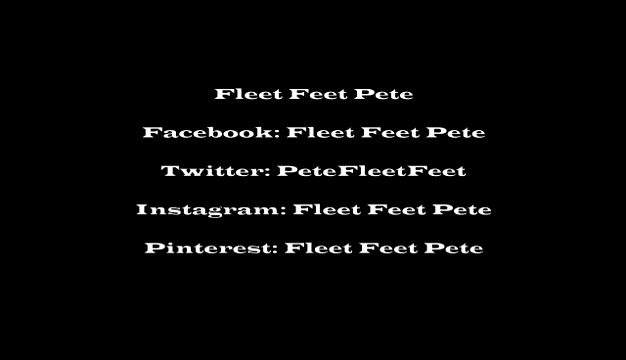 Fleet Feet Pete
Facebook: Fleet Feet Pete
Twitter: PeteFleetFeet
Instagram: Fleet Feet Pete
Pinterest: Fleet Feet Pete